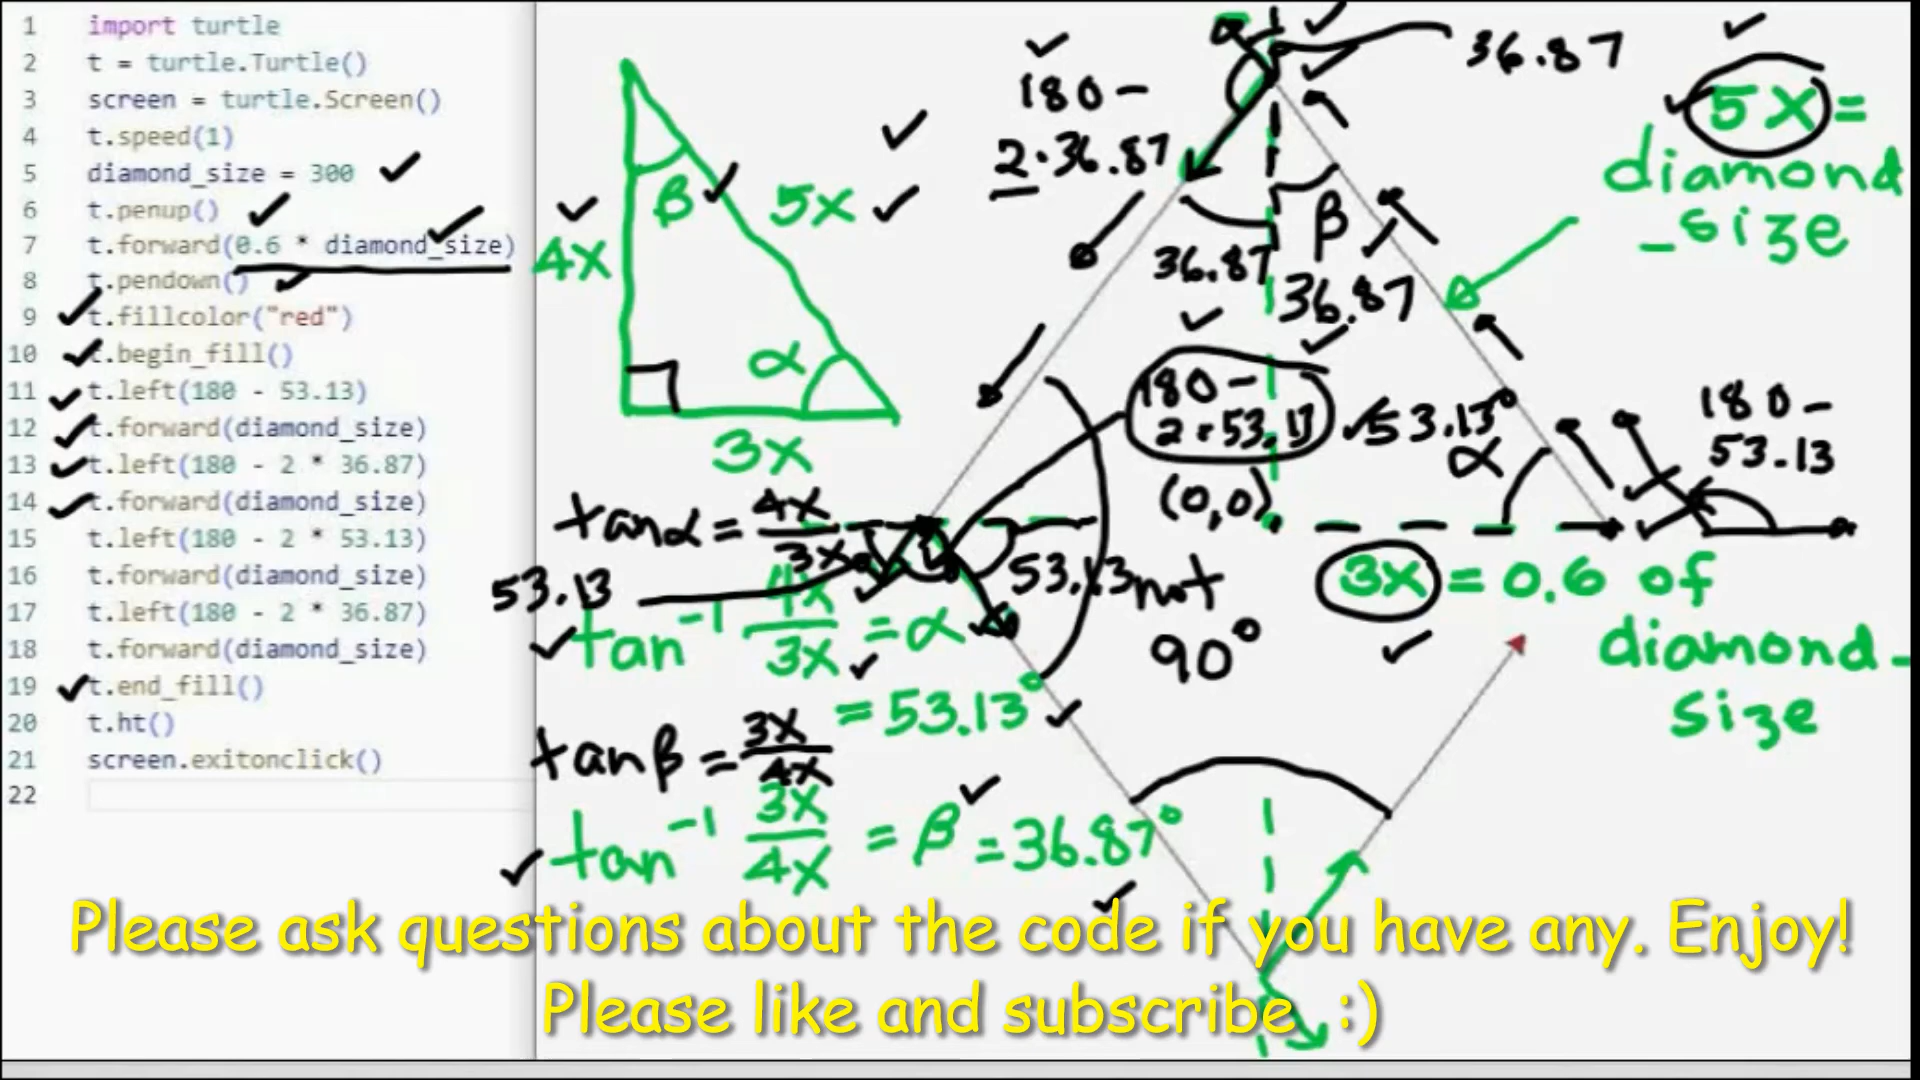 1 import turtle
2 t = turtle.Turtle()
3 screen = turtle.Screen()
4 t.speed(1)
5 diamond_size = 300
6 t.penup()
7 t.forward(0.6 * diamond_size)
8 t.pendown()
9 t.fillcolor("red")
10 t.begin_fill()
11 t.left(180 - 53.13)
12 t.forward(diamond_size)
13 t.left(180 - 2 * 36.87)
14 t.forward(diamond_size)
15 t.left(180 - 2 * 53.13)
16 t.forward(diamond_size)
17 t.left(180 - 2 * 36.87)
18 t.forward(diamond_size)
19 t.end_fill()
20 t.ht()
21 screen.exitonclick()
22
β
4x
5x
α
3x
180 -
2·36.87
36.87
5x =
diamond
_size
β
36.87
36.87
180 -
2·53.13
53.13°
α
180 -
53.13
(0,0)
tanα = 4x
3x
53.13
53.13
not
90°
3x = 0.6 of
diamond_
size
tan⁻¹ 4x
3x = α
= 53.13°
tanβ = 3x
4x
tan⁻¹ 3x
4x = β = 36.87°
Please ask questions about the code if you have any. Enjoy!
Please like and subscribe :)